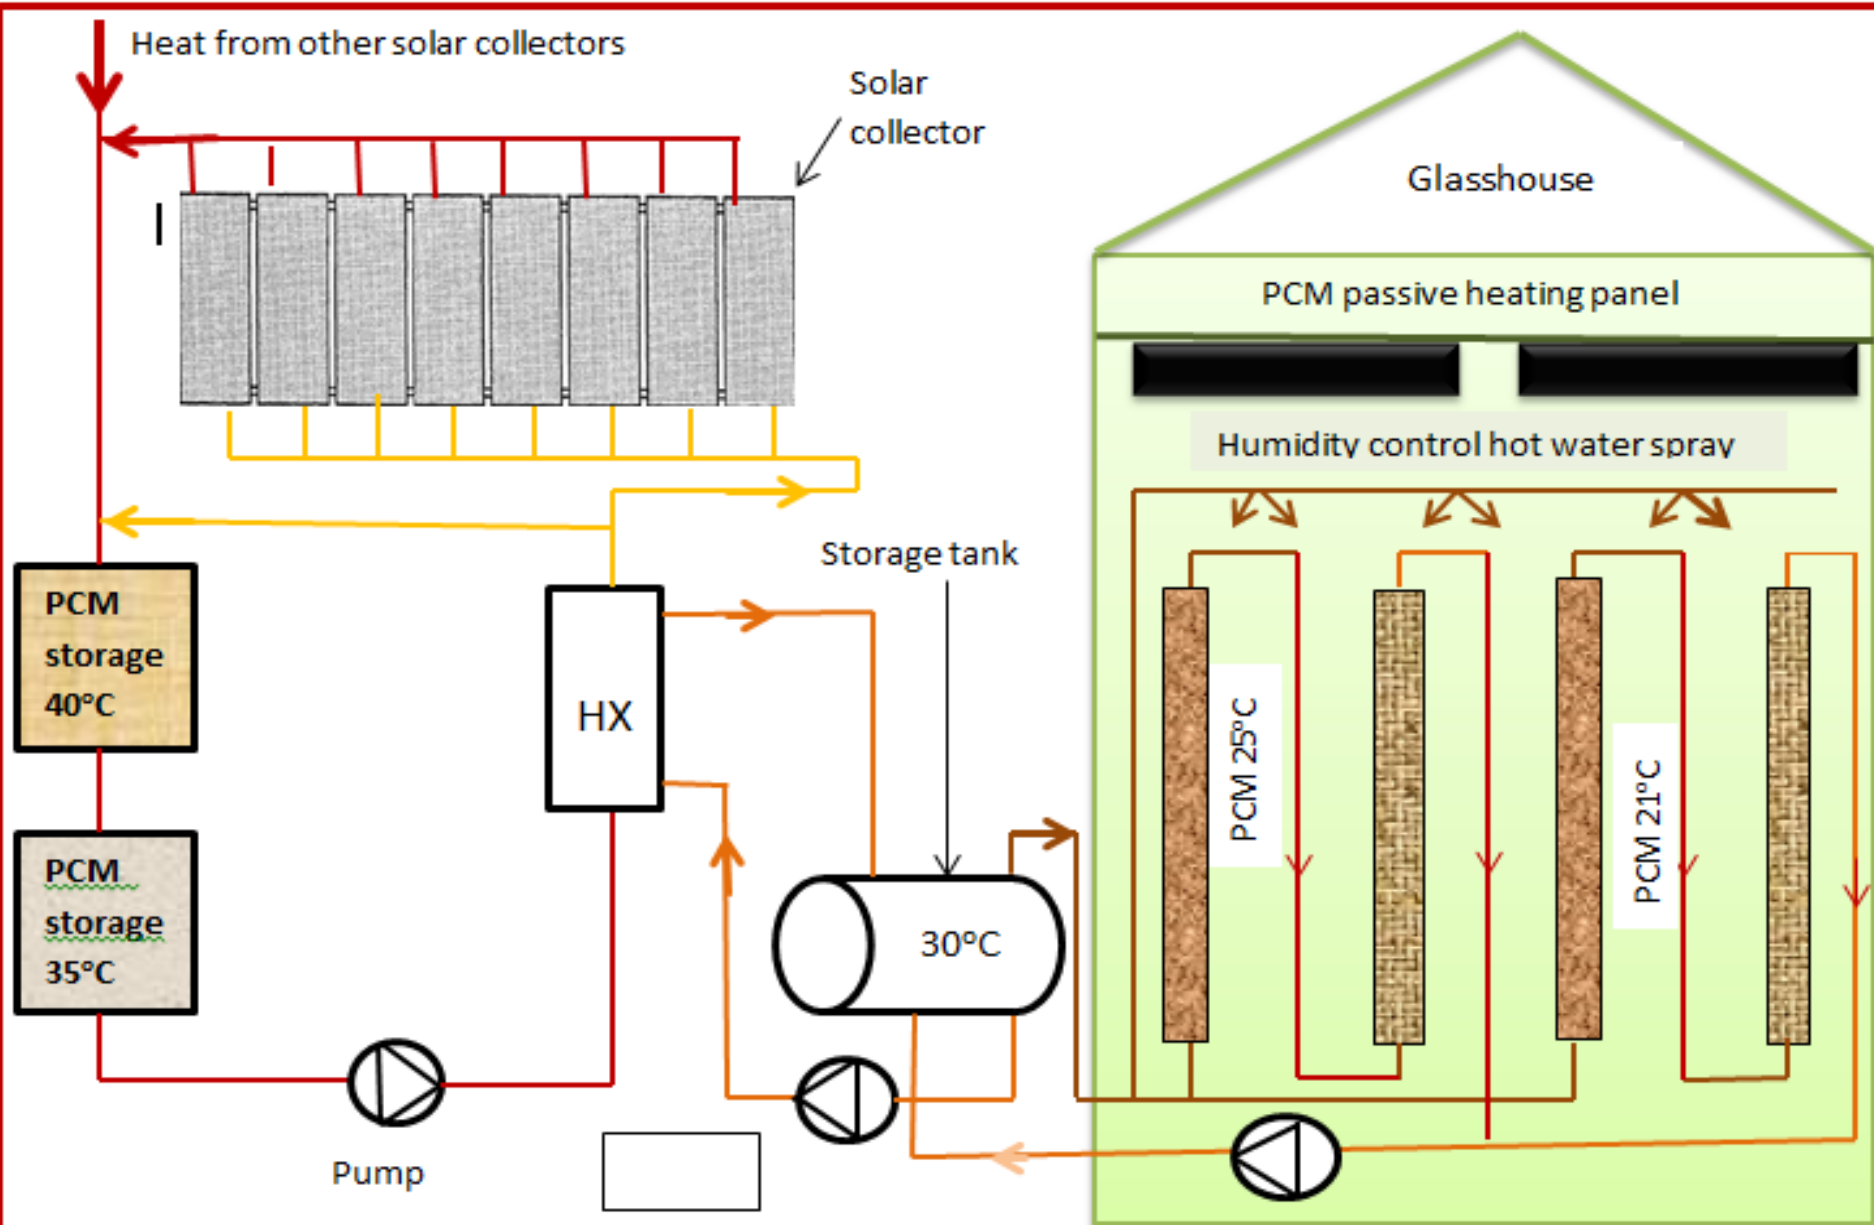 Heat from other solar collectors
Solar
collector
Glasshouse
PCM passive heating panel
Humidity control hot water spray
Storage tank
PCM
storage
40°C
HX
PCM 25°C
PCM 21°C
PCM
storage
35°C
30°C
Pump